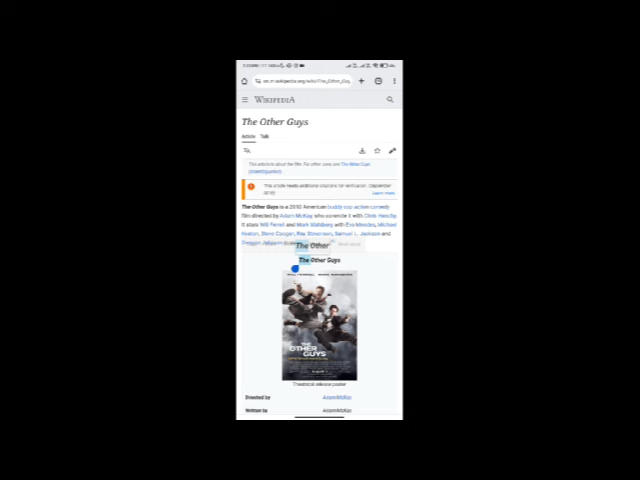 en.m.wikipedia.org/wiki/The_Other_Guy
WIKIPEDIA
The Other Guys
Article Talk
This article is about the film. For other uses, see The Other Guys
(disambiguation).
This article needs additional citations for verification.
Learn more
The Other Guys is a 2010 American buddy cop action comedy
film directed by Adam McKay, who cowrote it with Chris Henchy.
It stars Will Ferrell and Mark Wahlberg with Eva Mendes, Michael
Keaton, Steve Coogan, Ray Stevenson, Samuel L. Jackson and
Dwayne Johnson
The Other
The Other Guys
THE
OTHER
GUYS
Theatrical release poster
Directed by Adam McKay
Written by Adam McKay